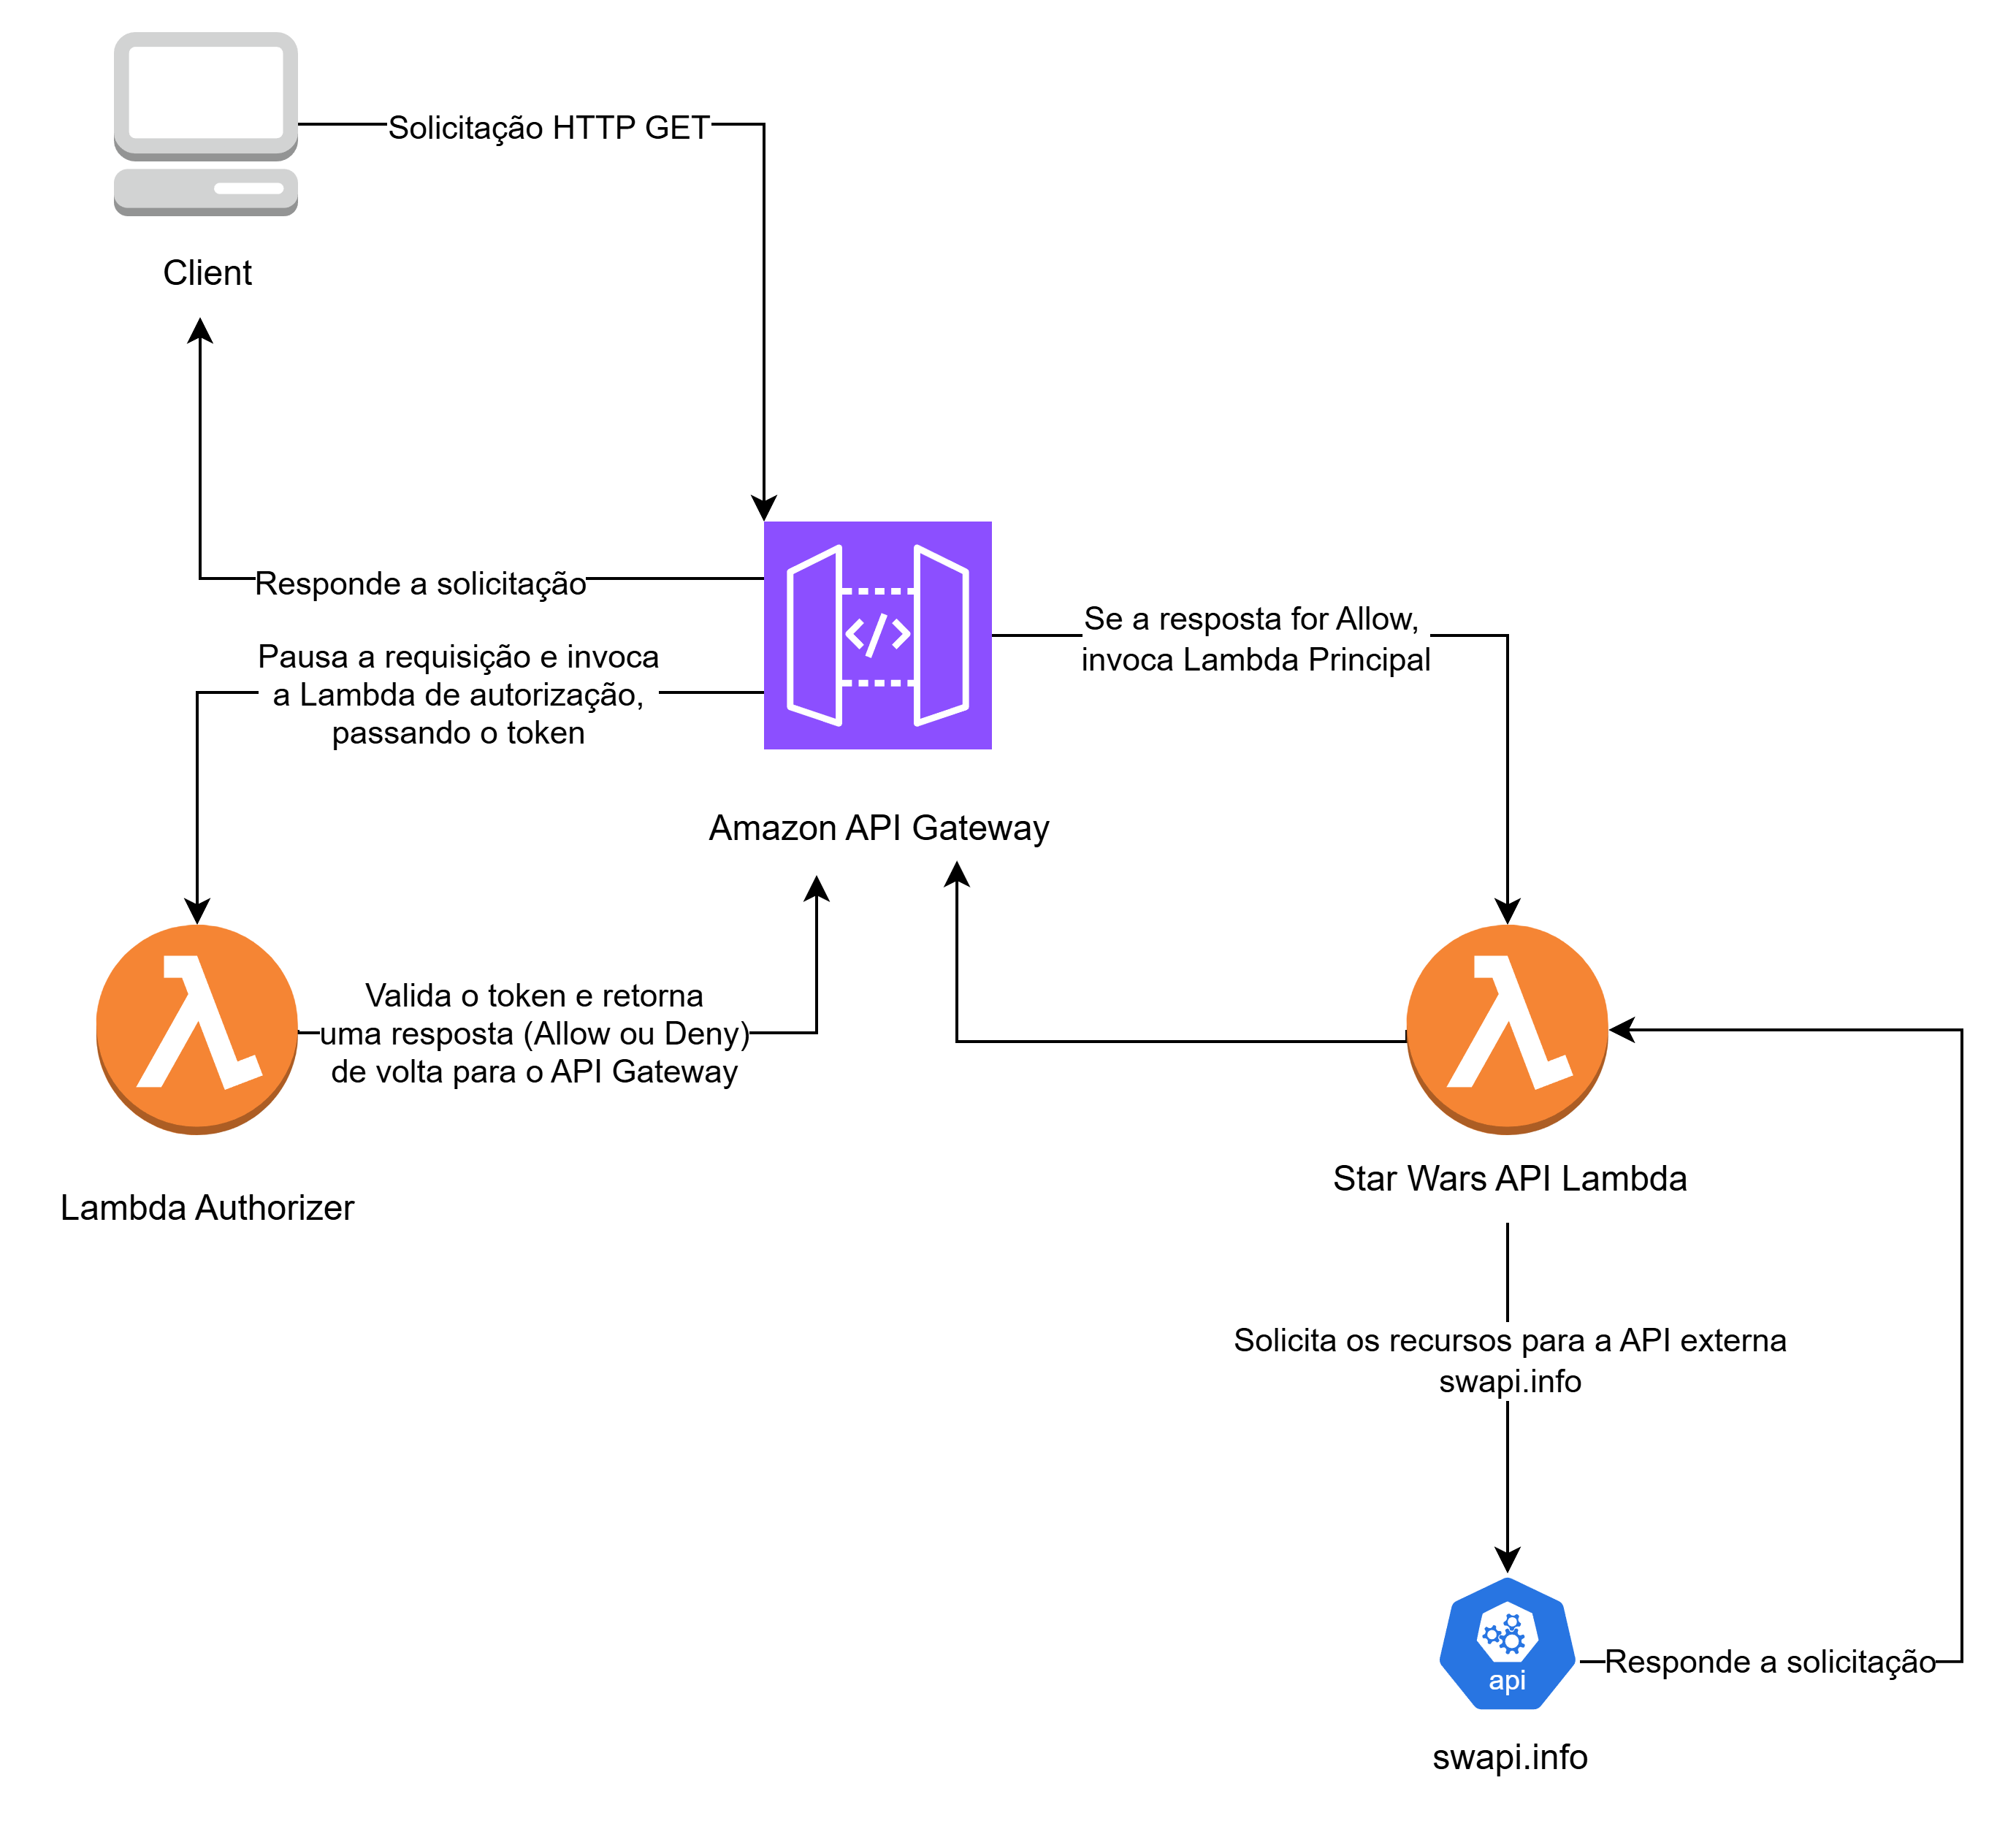 Solicitação HTTP GET
Client
Responde a solicitação
Pausa a requisição e invoca
a Lambda de autorização,
passando o token
Se a resposta for Allow,
invoca Lambda Principal
Amazon API Gateway
Valida o token e retorna
uma resposta (Allow ou Deny)
de volta para o API Gateway
Lambda Authorizer
Star Wars API Lambda
Solicita os recursos para a API externa
swapi.info
api
Responde a solicitação
swapi.info